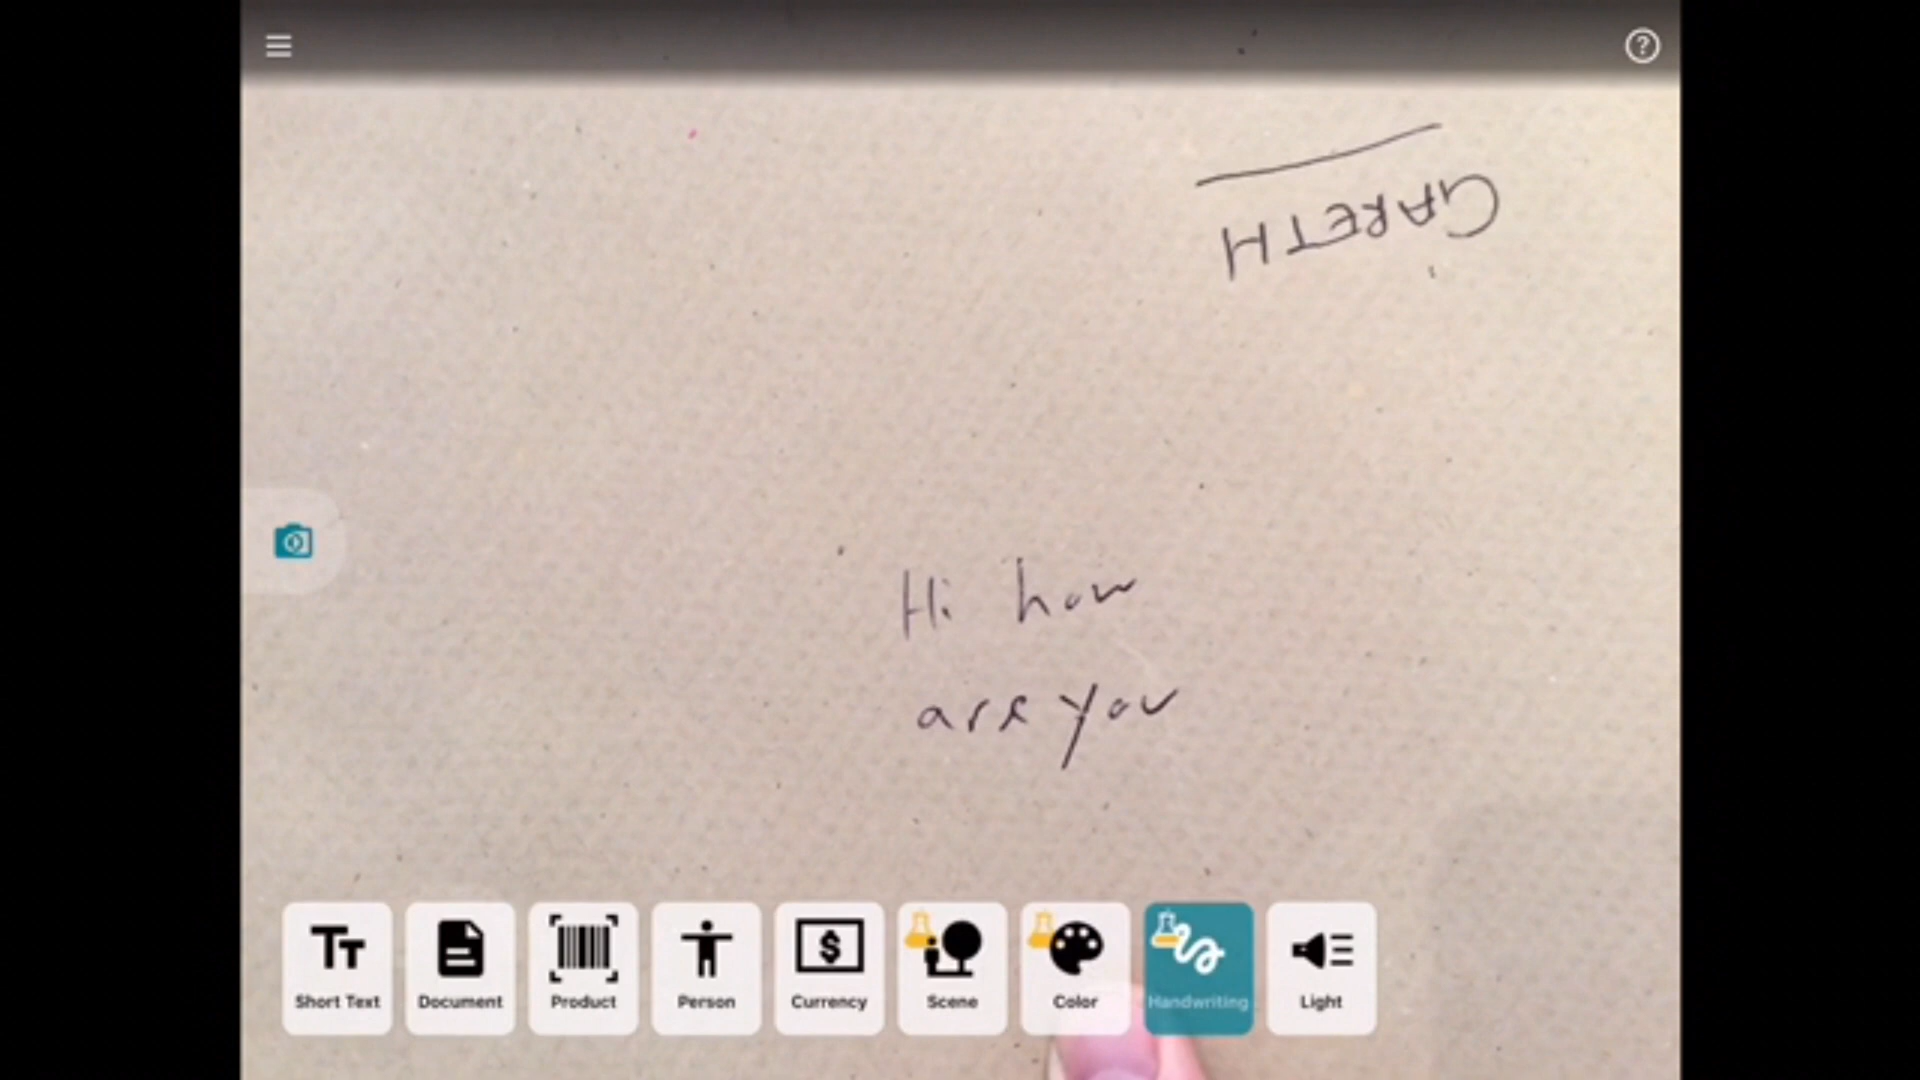 GARETH
Hi how
are you
Short Text
Document
Product
Person
Currency
Scene
Color
Handwriting
Light